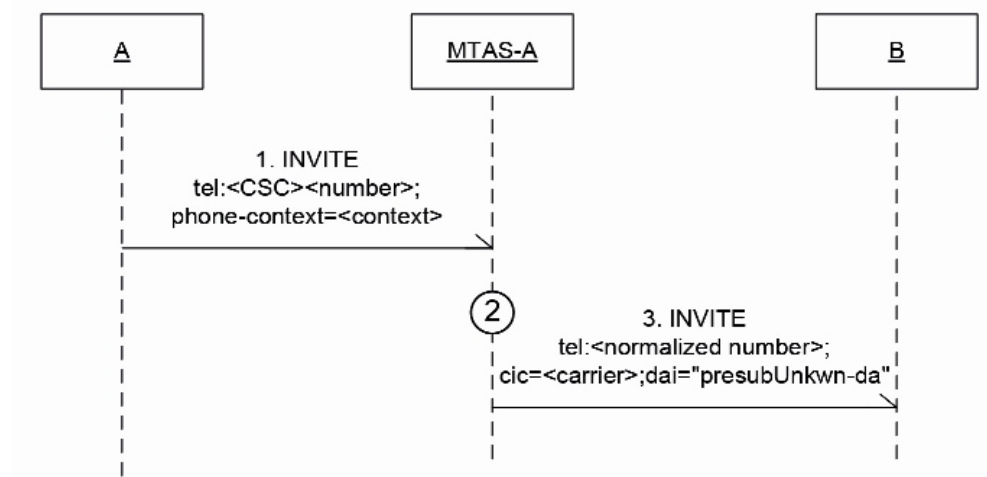 A
MTAS-A
B
1. INVITE
tel:<CSC><number>;
phone-context=<context>
2
3. INVITE
tel:<normalized number>;
cic=<carrier>;dai="presubUnkwn-da"